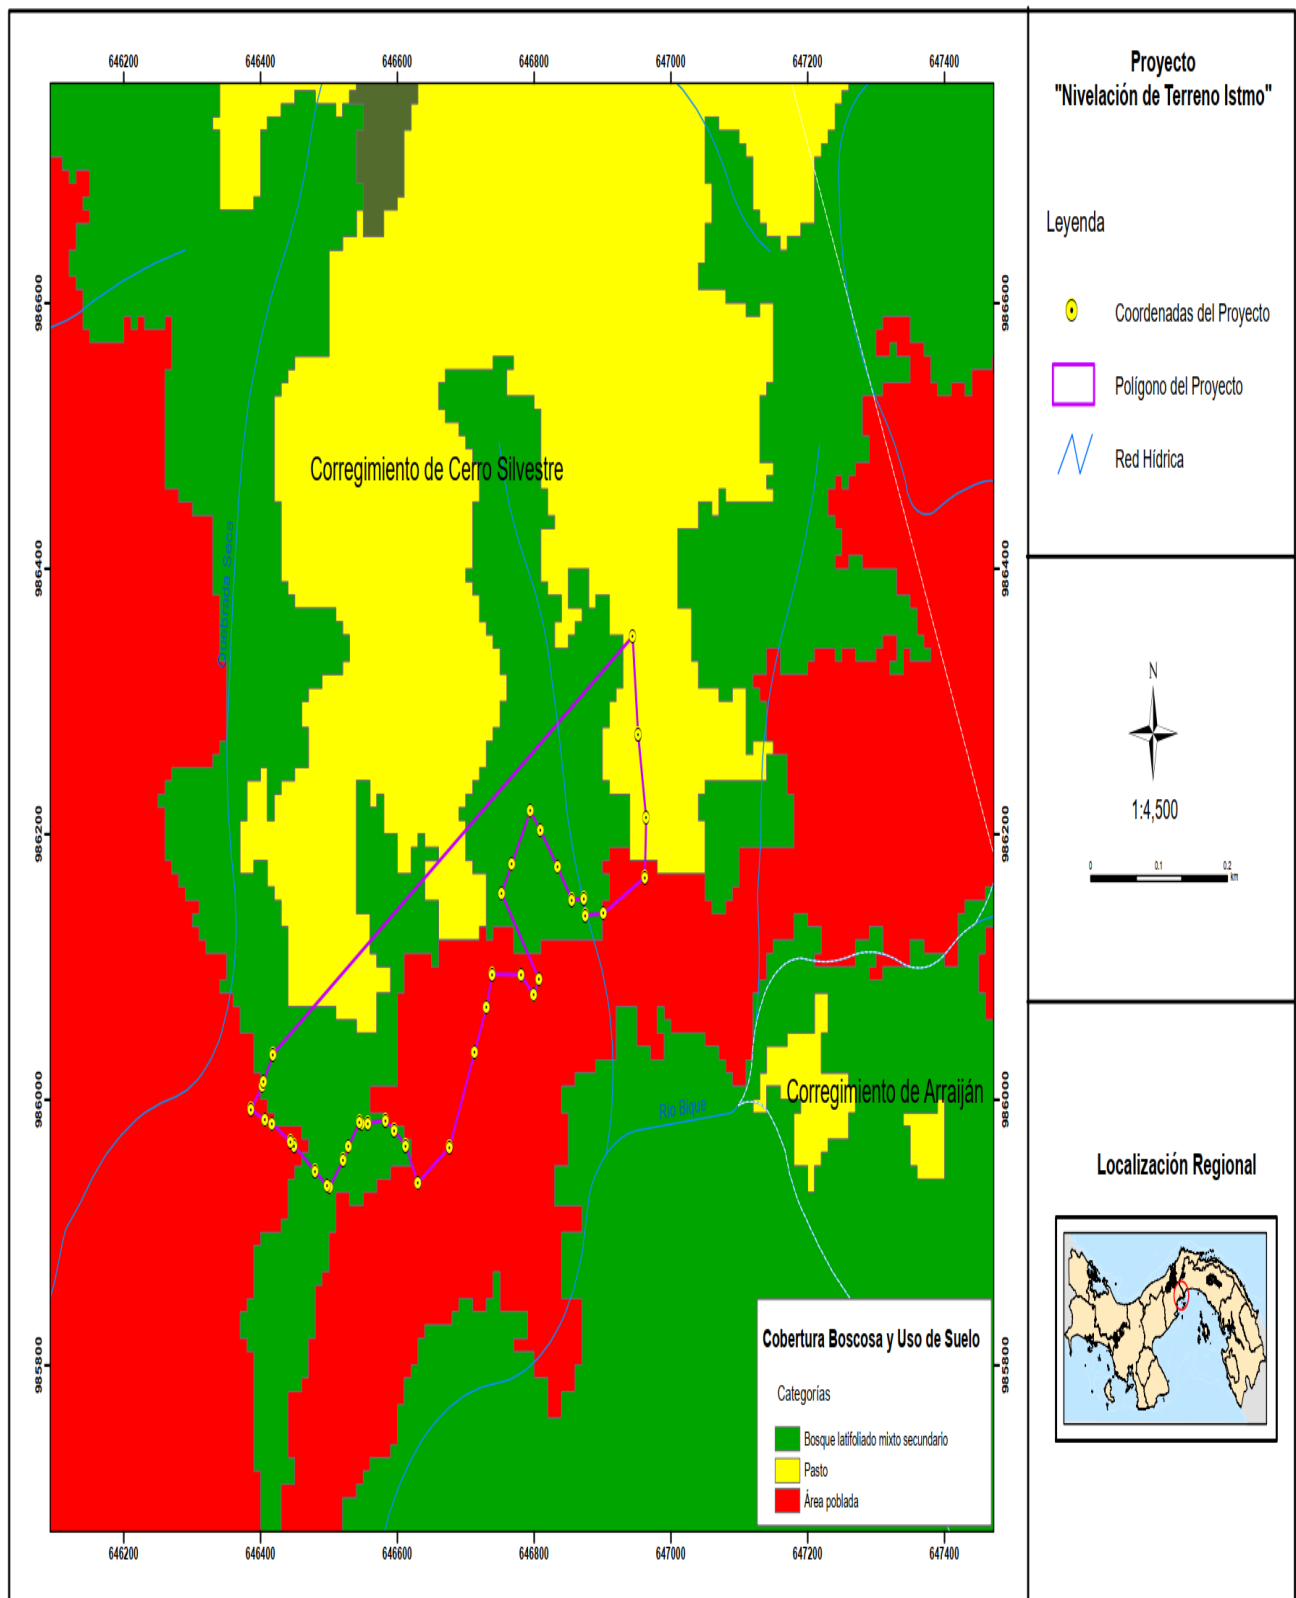 646200 646400 646600 646800 647000 647200 647400
986600
986400
986200
986000
985800
986600
986400
986200
986000
985800
Corregimiento de Cerro Silvestre
Quebrada Seca
Río Bique
Corregimiento de Arraiján
Cobertura Boscosa y Uso de Suelo
Categorías
Bosque latifoliado mixto secundario
Pasto
Área poblada
646200 646400 646600 646800 647000 647200 647400
Proyecto
"Nivelación de Terreno Istmo"
Leyenda
Coordenadas del Proyecto
Polígono del Proyecto
Red Hídrica
N
1:4,500
0 0.1 0.2
km
Localización Regional